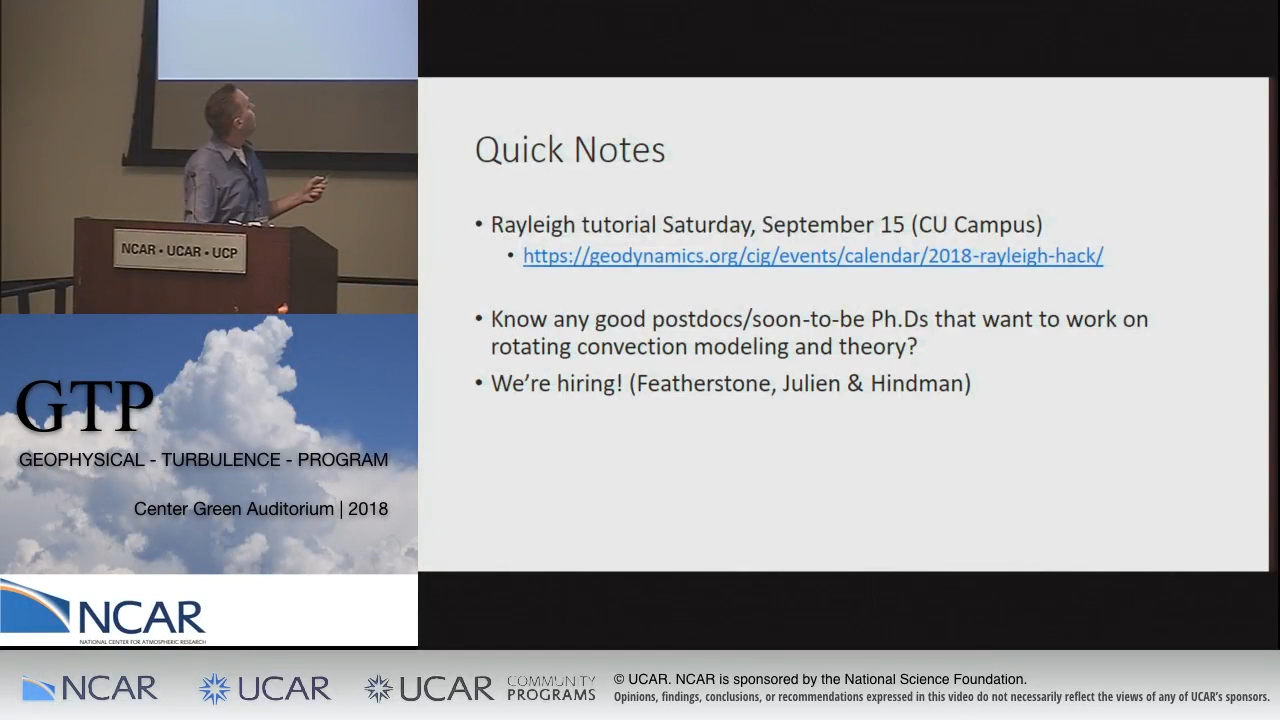 NCAR • UCAR • UCP
GTP
GEOPHYSICAL - TURBULENCE - PROGRAM
Center Green Auditorium | 2018
NCAR
NATIONAL CENTER FOR ATMOSPHERIC RESEARCH
Quick Notes
• Rayleigh tutorial Saturday, September 15 (CU Campus)
• https://geodynamics.org/cig/events/calendar/2018-rayleigh-hack/
• Know any good postdocs/soon-to-be Ph.Ds that want to work on
rotating convection modeling and theory?
• We're hiring! (Featherstone, Julien & Hindman)
NCAR
UCAR
UCAR
COMMUNITY
PROGRAMS
© UCAR. NCAR is sponsored by the National Science Foundation.
Opinions, findings, conclusions, or recommendations expressed in this video do not necessarily reflect the views of any of UCAR's sponsors.